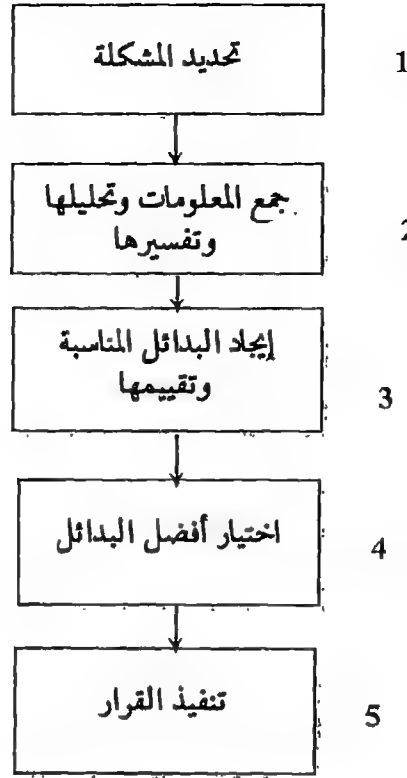 تحديد المشكلة
1
جمع المعلومات وتحليلها
وتفسيرها
2
إيجاد البدائل المناسبة
وتقييمها
3
اختيار أفضل البدائل
4
تنفيذ القرار
5